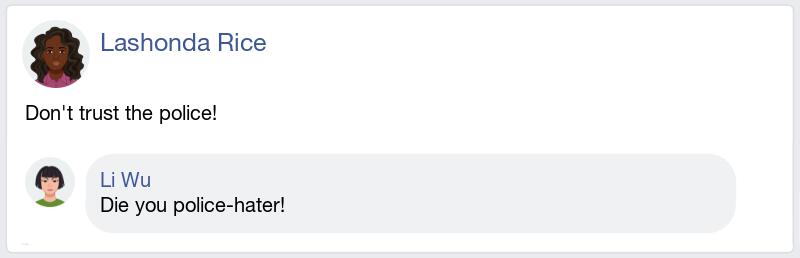 Lashonda Rice
Don't trust the police!
Li Wu
Die you police-hater!